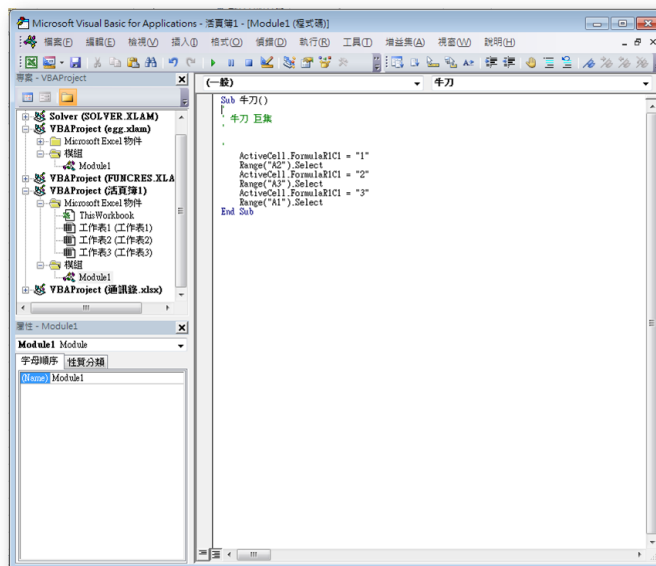 Microsoft Visual Basic for Applications - 活頁簿1 - [Module1 (程式碼)]
檔案(F) 編輯(E) 檢視(V) 插入(I) 格式(O) 偵錯(D) 執行(R) 工具(T) 增益集(A) 視窗(W) 說明(H)
專案 - VBAProject
(一般) 牛刀
Solver (SOLVER.XLAM)
VBAProject (egg.xlam)
Microsoft Excel 物件
模組
Module1
VBAProject (FUNCRES.XLA
VBAProject (活頁簿1)
Microsoft Excel 物件
ThisWorkbook
工作表1 (工作表1)
工作表2 (工作表2)
工作表3 (工作表3)
模組
Module1
VBAProject (通訊錄.xlsx)
屬性 - Module1
Module1 Module
字母順序 性質分類
(Name) Module1
Sub 牛刀()
'
' 牛刀 巨集
'
'
ActiveCell.FormulaR1C1 = "1"
Range("A2").Select
ActiveCell.FormulaR1C1 = "2"
Range("A3").Select
ActiveCell.FormulaR1C1 = "3"
Range("A1").Select
End Sub